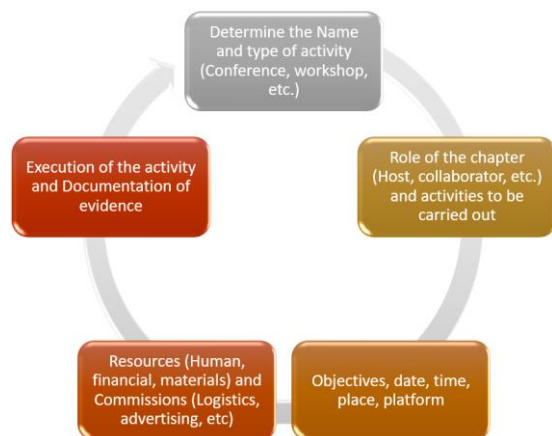 Determine the Name
and type of activity
(Conference, workshop,
etc.)
Role of the chapter
(Host, collaborator, etc.)
and activities to be
carried out
Objectives, date, time,
place, platform
Resources (Human,
financial, materials) and
Commissions (Logistics,
advertising, etc)
Execution of the activity
and Documentation of
evidence